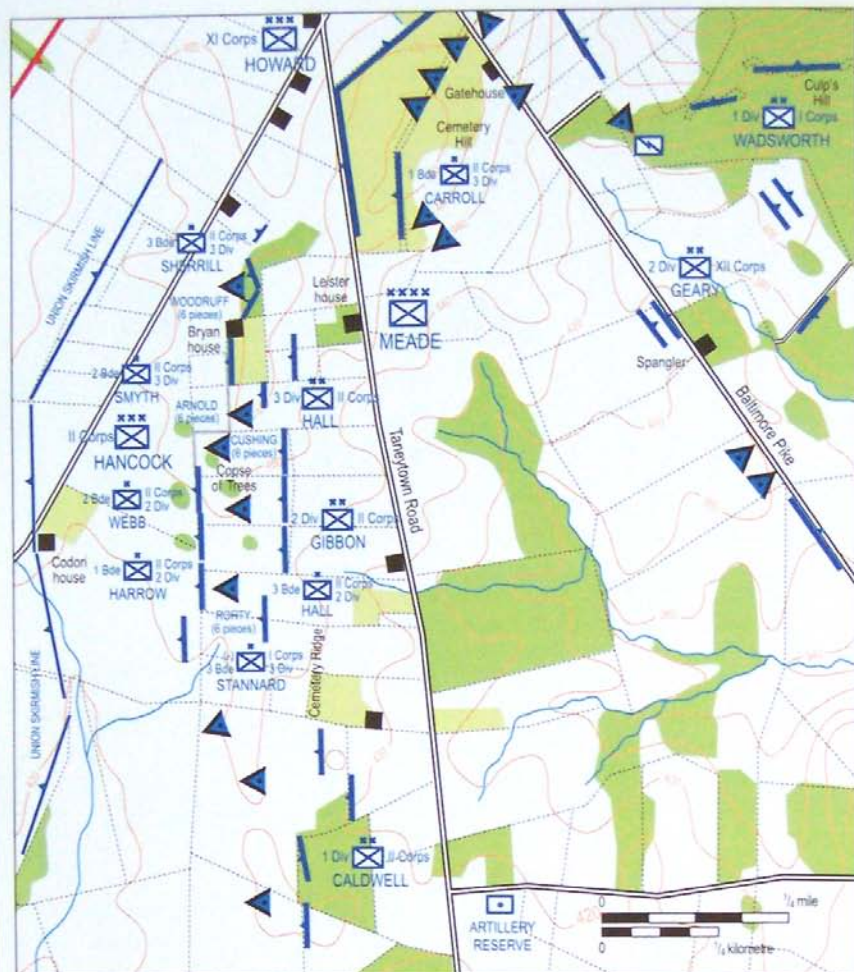 XI Corps
HOWARD
Gatehouse
Cemetery
Hill
Culp's
Hill
1 Div I Corps
WADSWORTH
1 Bde II Corps
3 Div
CARROLL
UNION SKIRMISH LINE
3 Bde II Corps
3 Div
SHERRILL
2 Div XII Corps
GEARY
WOODRUFF
(6 pieces)
Bryan
house
Leister
house
MEADE
Spangler
2 Bde II Corps
3 Div
SMYTH
3 Div II Corps
HALL
ARNOLD
(6 pieces)
II Corps
HANCOCK
CUSHING
(6 pieces)
Copse
of Trees
Taneytown Road
Baltimore Pike
2 Bde II Corps
2 Div
WEBB
2 Div II Corps
GIBBON
Codori
house
1 Bde II Corps
2 Div
HARROW
3 Bde II Corps
2 Div
HALL
RORTY
(6 pieces)
3 Bde I Corps
3 Div
STANNARD
Cemetery Ridge
UNION SKIRMISH LINE
1 Div II Corps
CALDWELL
ARTILLERY
RESERVE
0 1/4 mile
0 1/4 kilometre